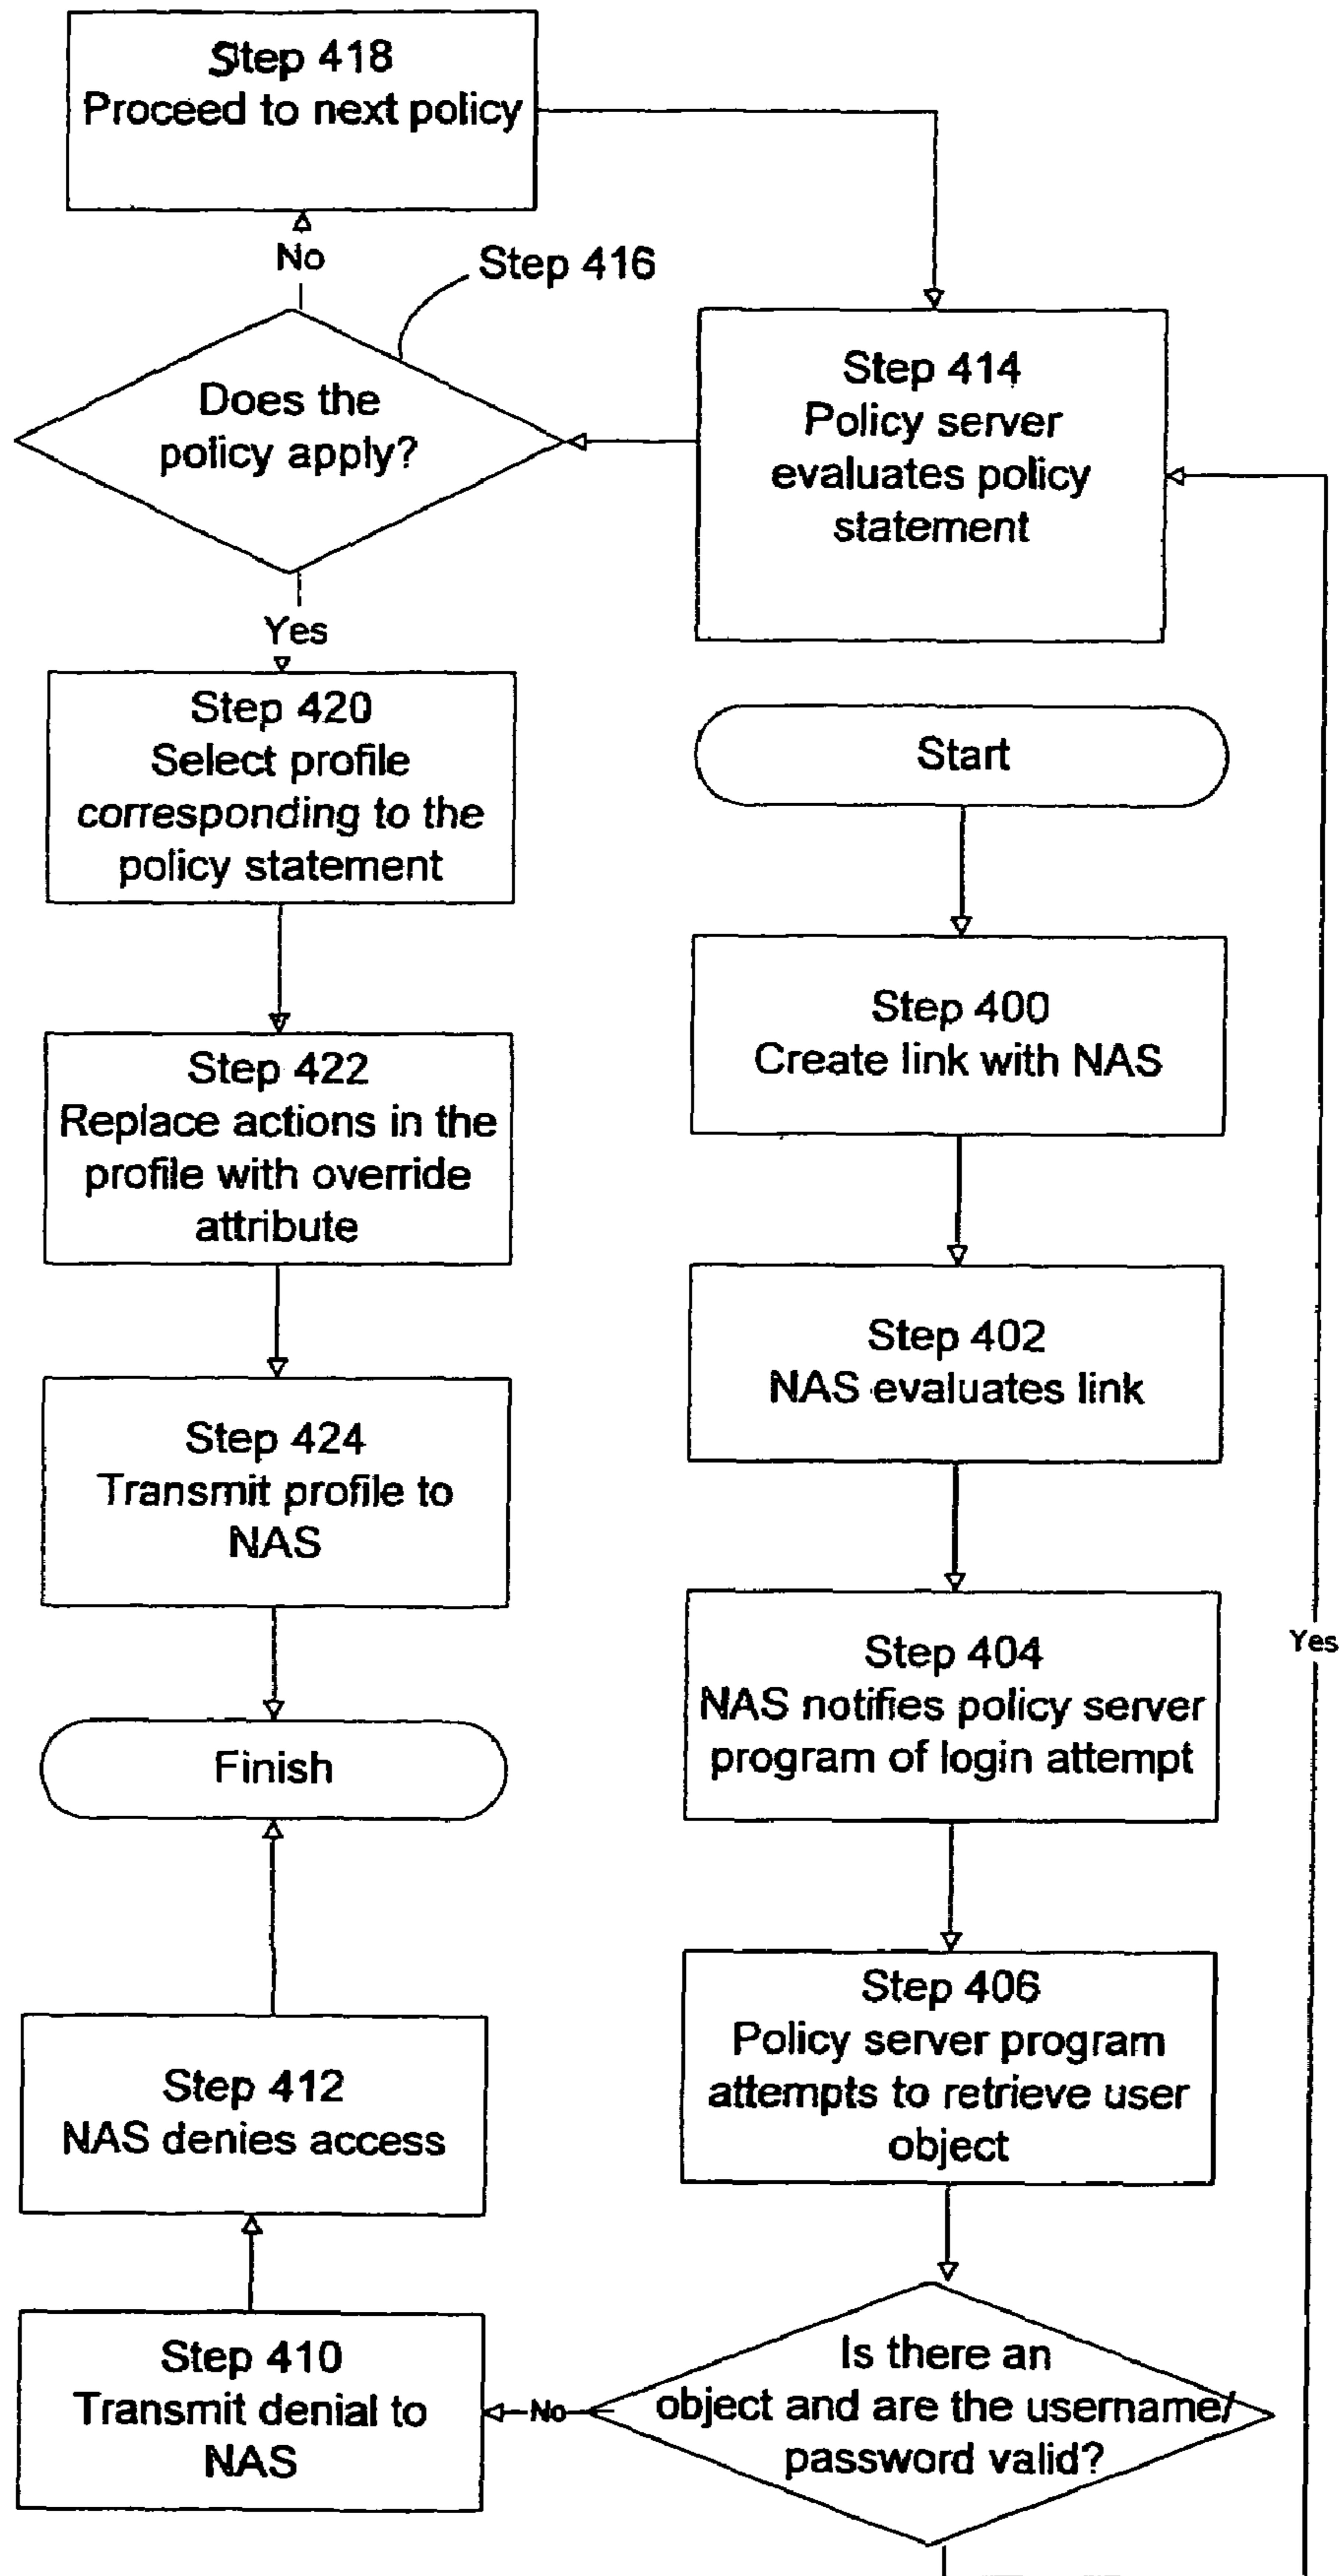 Step 418
Proceed to next policy
No
Step 416
Does the
policy apply?
Step 414
Policy server
evaluates policy
statement
Yes
Step 420
Select profile
corresponding to the
policy statement
Start
Step 422
Replace actions in the
profile with override
attribute
Step 400
Create link with NAS
Step 402
NAS evaluates link
Step 424
Transmit profile to
NAS
Step 404
NAS notifies policy server
program of login attempt
Yes
Finish
Step 406
Policy server program
attempts to retrieve user
object
Step 412
NAS denies access
Step 410
Transmit denial to
NAS
No
Is there an
object and are the username/
password valid?